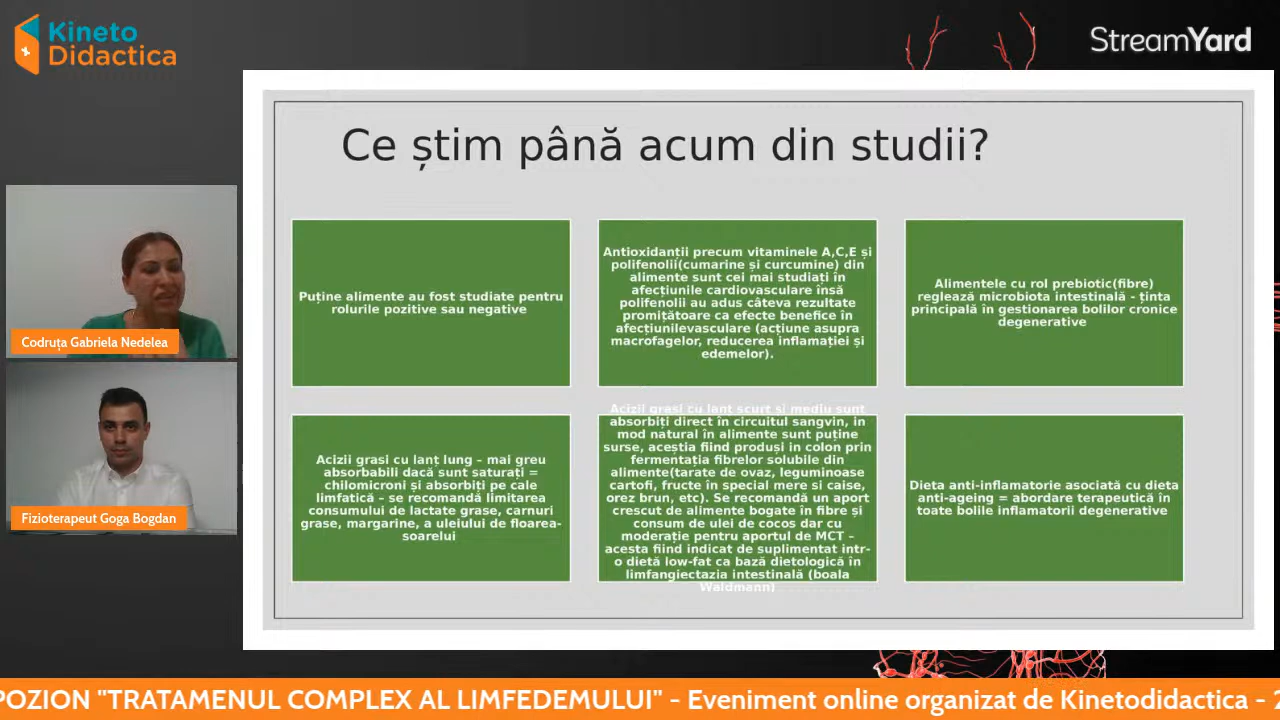 Kineto
Didactica
StreamYard
Ce știm până acum din studii?
Puține alimente au fost studiate pentru
rolurile pozitive sau negative
Antioxidanții precum vitaminele A,C,E și
polifenolii(cumarine și curcumine) din
alimente sunt cei mai studiați în
afecțiunile cardiovasculare însă
polifenolii au adus câteva rezultate
promițătoare ca efecte benefice în
afecțiunilevasculare (acțiune asupra
macrofagelor, reducerea inflamației și
edemelor).
Alimentele cu rol prebiotic(fibre)
reglează microbiota intestinală - ținta
principală în gestionarea bolilor cronice
degenerative
Acizii grasi cu lanț lung – mai greu
absorbabili dacă sunt saturați =
chilomicroni și absorbiți pe cale
limfatică – se recomandă limitarea
consumului de lactate grase, carnuri
grase, margarine, a uleiului de floarea-
soarelui
Acizii grasi cu lanț scurt si mediu sunt
absorbiți direct în circuitul sangvin, in
mod natural în alimente sunt puține
surse, aceștia fiind produși in colon prin
fermentația fibrelor solubile din
alimente(tarate de ovaz, leguminoase
cartofi, fructe în special mere si caise,
orez brun, etc). Se recomandă un aport
crescut de alimente bogate în fibre și
consum de ulei de cocos dar cu
moderație pentru aportul de MCT –
acesta fiind indicat de suplimentat intr-
o dietă low-fat ca bază dietologică în
limfangiectazia intestinală (boala
Waldmann)
Dieta anti-inflamatorie asociată cu dieta
anti-ageing = abordare terapeutică în
toate bolile inflamatorii degenerative
Codruța Gabriela Nedelea
Fizioterapeut Goga Bogdan
POZION "TRATAMENUL COMPLEX AL LIMFEDEMULUI" - Eveniment online organizat de Kinetodidactica - 2